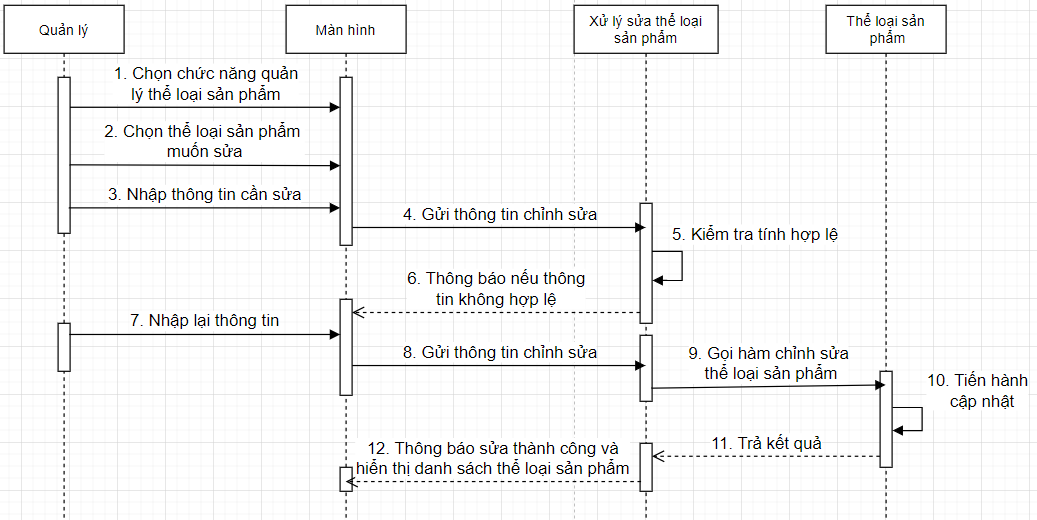 Quản lý
Màn hình
Xử lý sửa thể loại
sản phẩm
Thể loại sản
phẩm
1. Chọn chức năng quản
lý thể loại sản phẩm
2. Chọn thể loại sản phẩm
muốn sửa
3. Nhập thông tin cần sửa
4. Gửi thông tin chỉnh sửa
5. Kiểm tra tính hợp lệ
6. Thông báo nếu thông
tin không hợp lệ
7. Nhập lại thông tin
8. Gửi thông tin chỉnh sửa
9. Gọi hàm chỉnh sửa
thể loại sản phẩm
10. Tiến hành
cập nhật
11. Trả kết quả
12. Thông báo sửa thành công và
hiển thị danh sách thể loại sản phẩm